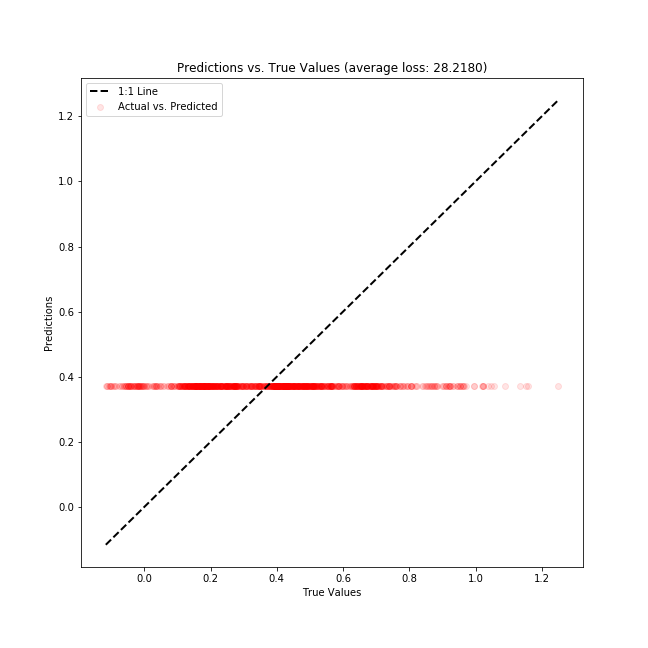 Predictions vs. True Values (average loss: 28.2180)
1:1 Line
Actual vs. Predicted
1.2
1.0
0.8
0.6
0.4
0.2
0.0
Predictions
0.0 0.2 0.4 0.6 0.8 1.0 1.2
True Values